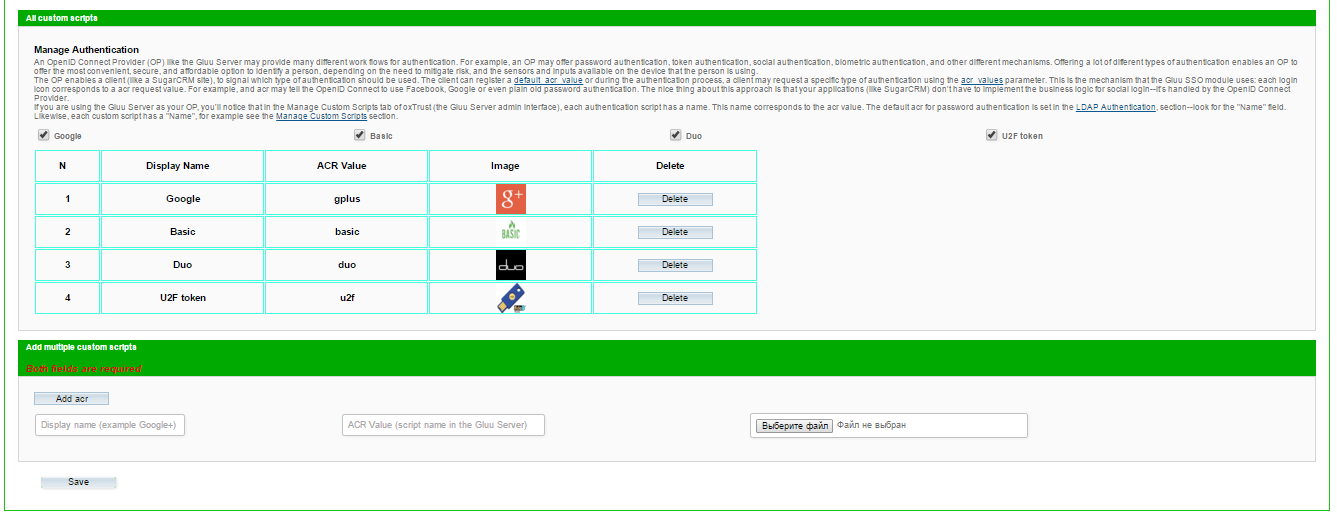 All custom scripts
Manage Authentication
An OpenID Connect Provider (OP) like the Gluu Server may provide many different work flows for authentication. For example, an OP may offer password authentication, token authentication, social authentication, biometric authentication, and other different mechanisms. Offering a lot of different types of authentication enables an OP to
offer the most convenient, secure, and affordable option to identify a person, depending on the need to mitigate risk, and the sensors and inputs available on the device that the person is using.
The OP enables a client (like a SugarCRM site), to signal which type of authentication should be used. The client can register a default_acr_value or during the authentication process, a client may request a specific type of authentication using the acr_values parameter. This is the mechanism that the Gluu SSO module uses: each login
icon corresponds to a acr request value. For example, and acr may tell the OpenID Connect to use Facebook, Google or even plain old password authentication. The nice thing about this approach is that your applications (like SugarCRM) don't have to implement the business logic for social login--it's handled by the OpenID Connect
Provider.
If you are using the Gluu Server as your OP, you'll notice that in the Manage Custom Scripts tab of oxTrust (the Gluu Server admin interface), each authentication script has a name. This name corresponds to the acr value. The default acr for password authentication is set in the LDAP Authentication, section--look for the "Name" field.
Likewise, each custom script has a "Name", for example see the Manage Custom Scripts section.
Google Basic Duo U2F token
N Display Name ACR Value Image Delete
1 Google gplus g+ Delete
2 Basic basic BASIC Delete
3 Duo duo duo Delete
4 U2F token u2f Delete
Add multiple custom scripts
Both fields are required
Add acr
Display name (example Google+) ACR Value (script name in the Gluu Server) Выберите файл Файл не выбран
Save